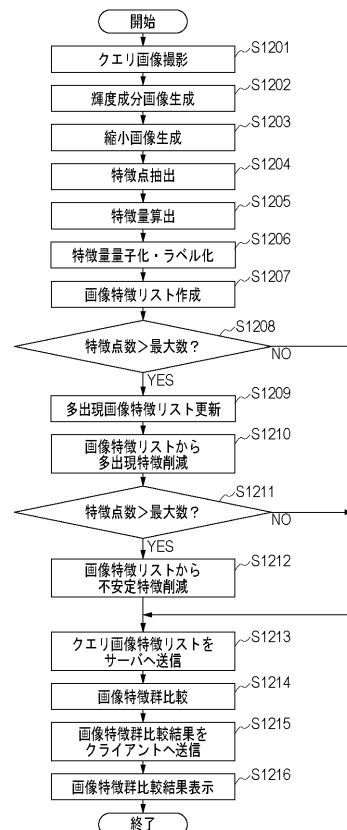 開始
クエリ画像撮影
S1201
輝度成分画像生成
S1202
縮小画像生成
S1203
特徴点抽出
S1204
特徴量算出
S1205
特徴量量子化・ラベル化
S1206
画像特徴リスト作成
S1207
特徴点数>最大数?
S1208
NO
YES
多出現画像特徴リスト更新
S1209
画像特徴リストから
多出現特徴削減
S1210
特徴点数>最大数?
S1211
NO
YES
画像特徴リストから
不安定特徴削減
S1212
クエリ画像特徴リストを
サーバへ送信
S1213
画像特徴群比較
S1214
画像特徴群比較結果を
クライアントへ送信
S1215
画像特徴群比較結果表示
S1216
終了